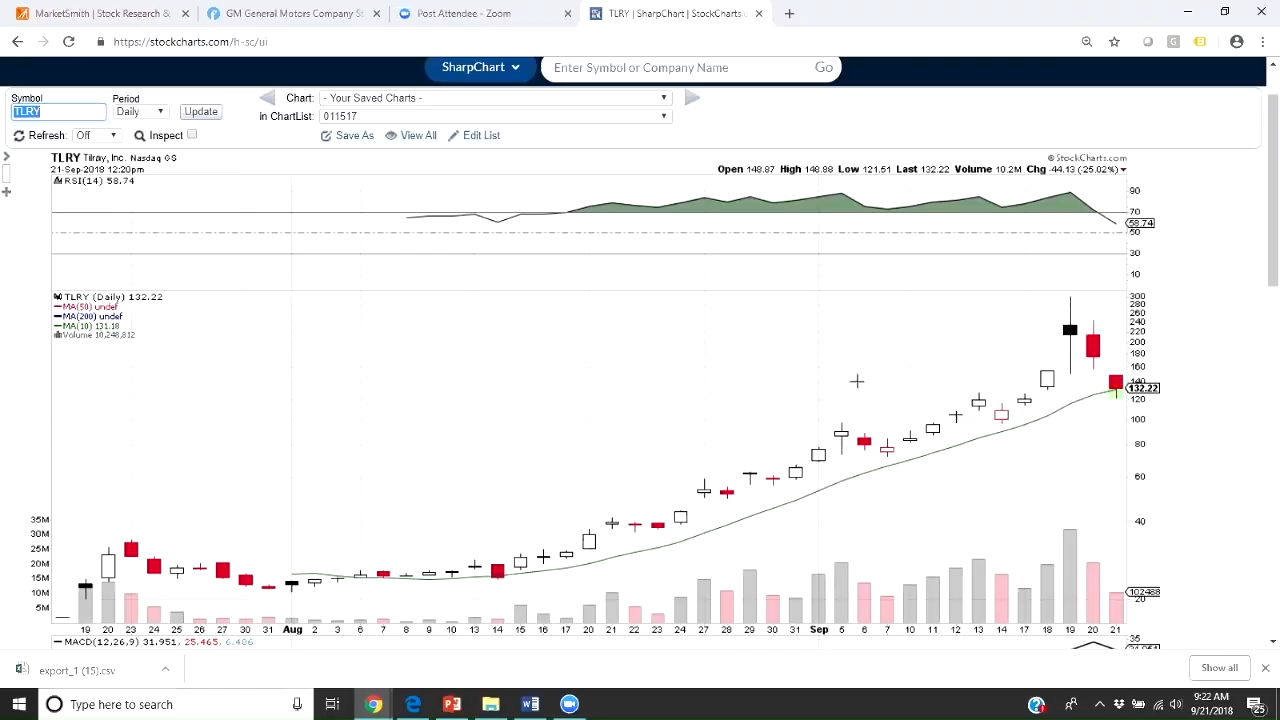 MarketSmith | Stock Research &
GM General Motors Company St
Post Attendee - Zoom
TLRY | SharpChart | StockCharts.c
https://stockcharts.com/h-sc/ui
SharpChart
Enter Symbol or Company Name
Go
Symbol
Period
Chart:
- Your Saved Charts -
TLRY
Daily
Update
in ChartList:
011517
Refresh:
Off
Inspect
Save As
View All
Edit List
TLRY Tilray, Inc. Nasdaq GS
© StockCharts.com
21-Sep-2018 12:20pm
Open 148.87 High 148.88 Low 121.51 Last 132.22 Volume 10.2M Chg -44.13 (-25.02%)
RSI(14) 58.74
90
70
58.74
50
30
10
TLRY (Daily) 132.22
MA(50) undef
MA(200) undef
MA(10) 131.18
Volume 10,248,812
300
280
260
240
220
200
180
160
140
132.22
120
100
80
60
40
20
35M
30M
25M
20M
15M
10M
5M
102488
19 20 23 24 25 26 27 30 31 Aug 2 3 6 7 8 9 10 13 14 15 16 17 20 21 22 23 24 27 28 29 30 31 Sep 5 6 7 10 11 12 13 14 17 18 19 20 21
MACD(12,26,9) 31.951, 25.465, 6.486
35
export_1 (15).csv
Show all
Type here to search
9:22 AM
9/21/2018
25